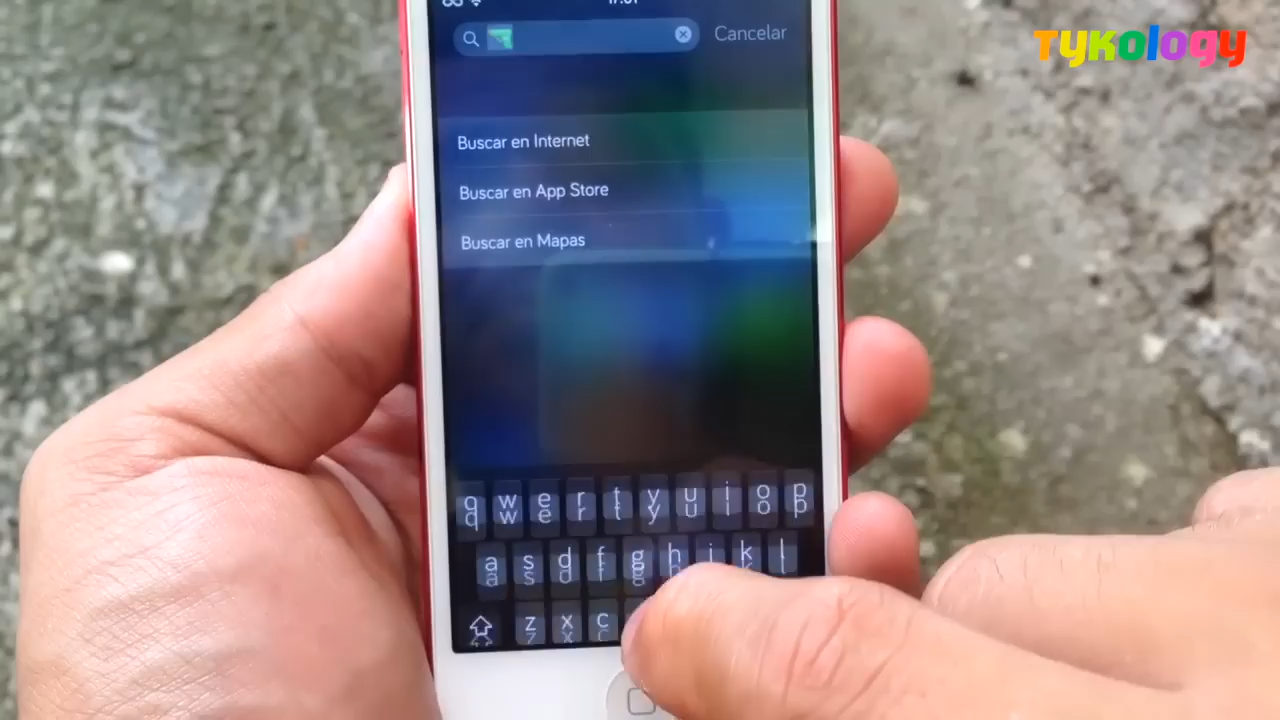 Tykology
Cancelar
Buscar en Internet
Buscar en App Store
Buscar en Mapas
q w e r t y u i o p
a s d f g h j k l
z x c